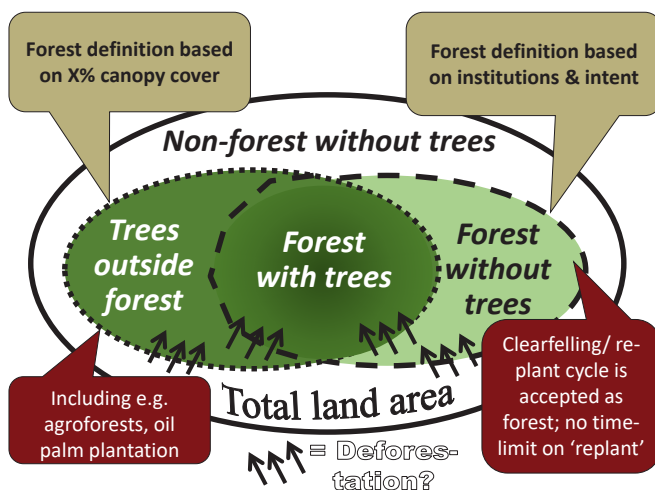 Forest definition based
on X% canopy cover
Forest definition based
on institutions & intent
Non-forest without trees
Trees
outside
forest
Forest
with trees
Forest
without
trees
Including e.g.
agroforests, oil
palm plantation
Clearfelling/ re-
plant cycle is
accepted as
forest; no time-
limit on ‘replant’
Total land area
= Defores-
tation?